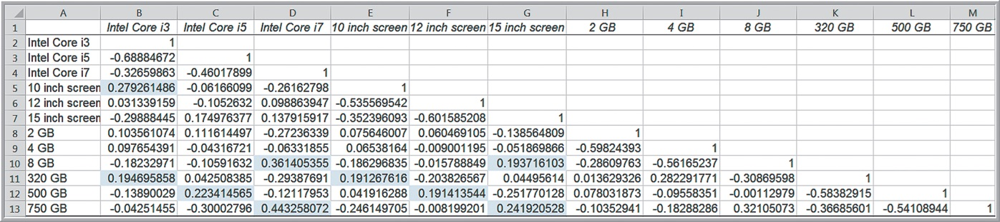 A B C D E F G H I J K L M
1 Intel Core i3 Intel Core i5 Intel Core i7 10 inch screen 12 inch screen 15 inch screen 2 GB 4 GB 8 GB 320 GB 500 GB 750 GB
2 Intel Core i3 1
3 Intel Core i5 -0.68884672 1
4 Intel Core i7 -0.32659863 -0.46017899 1
5 10 inch screen 0.279261486 -0.06166099 -0.26162798 1
6 12 inch screen 0.031339159 -0.1052632 0.098863947 -0.535569542 1
7 15 inch screen -0.29888445 0.174976377 0.137915917 -0.352396093 -0.601585208 1
8 2 GB 0.103561074 0.111614497 -0.27236339 0.075646007 0.060469105 -0.138564809 1
9 4 GB 0.097654391 -0.04316721 -0.06331855 0.06538164 -0.009001195 -0.051869866 -0.59824393 1
10 8 GB -0.18232971 -0.10591632 0.361405355 -0.186296835 -0.015788849 0.193716103 -0.28609763 -0.56165237 1
11 320 GB 0.194695858 0.042508385 -0.29387691 0.191267616 -0.203826567 0.04495614 0.013629326 0.282291771 -0.30869598 1
12 500 GB -0.13890029 0.223414565 -0.12117953 0.041916288 0.191413544 -0.251770128 0.078031873 -0.09558351 -0.00112979 -0.58382915 1
13 750 GB -0.04251455 -0.30002796 0.443258072 -0.246149705 -0.008199201 0.241920528 -0.10352941 -0.18288286 0.32105073 -0.36685601 -0.54108944 1